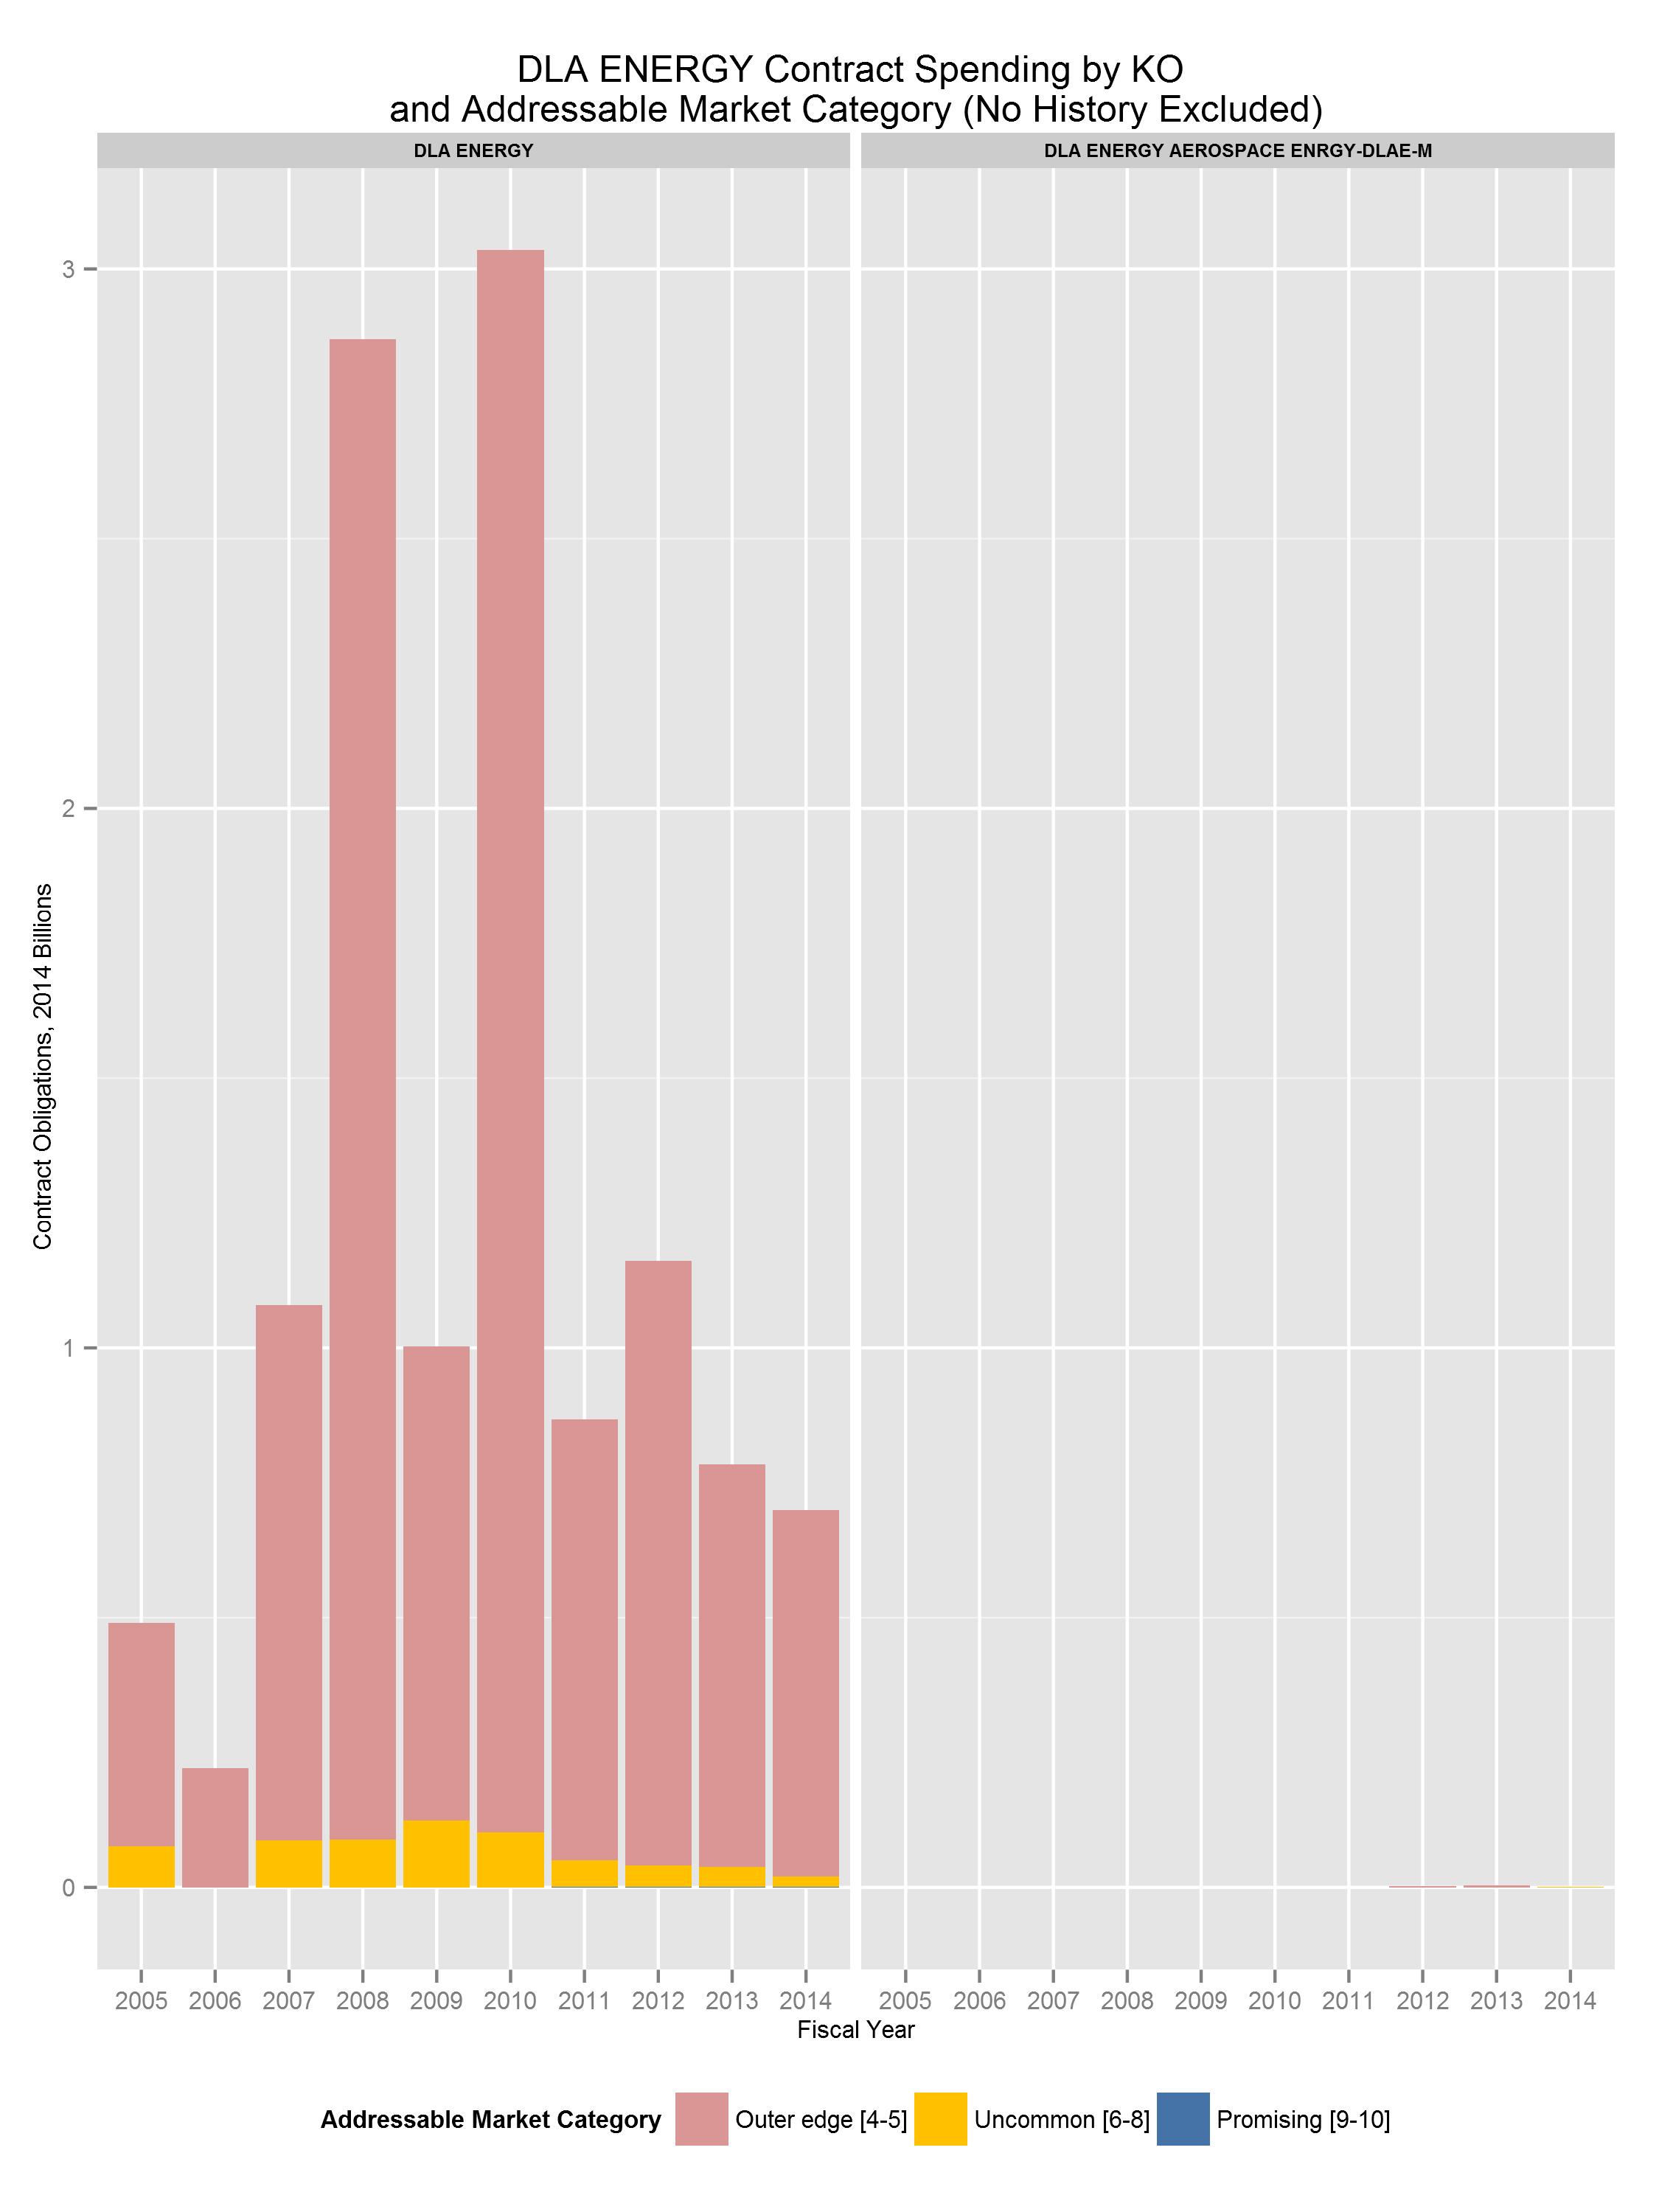 DLA ENERGY Contract Spending by KO
and Addressable Market Category (No History Excluded)
DLA ENERGY
DLA ENERGY AEROSPACE ENRGY-DLAE-M
Contract Obligations, 2014 Billions
3
2
1
0
2005 2006 2007 2008 2009 2010 2011 2012 2013 2014
2005 2006 2007 2008 2009 2010 2011 2012 2013 2014
Fiscal Year
Addressable Market Category Outer edge [4-5] Uncommon [6-8] Promising [9-10]